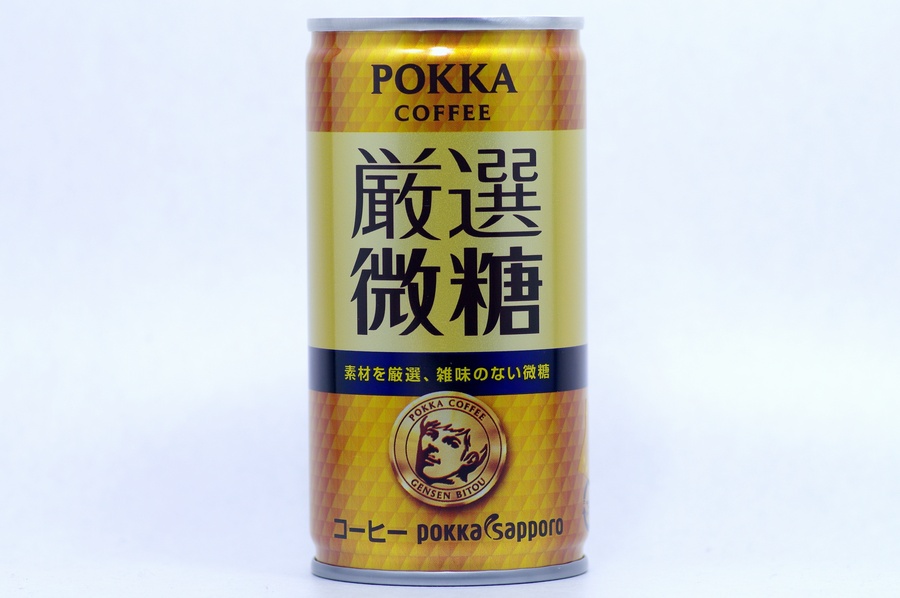 POKKA
COFFEE
厳選
微糖
素材を厳選、雑味のない微糖
POKKA COFFEE
GENSEN BITOU
コーヒー pokka sapporo